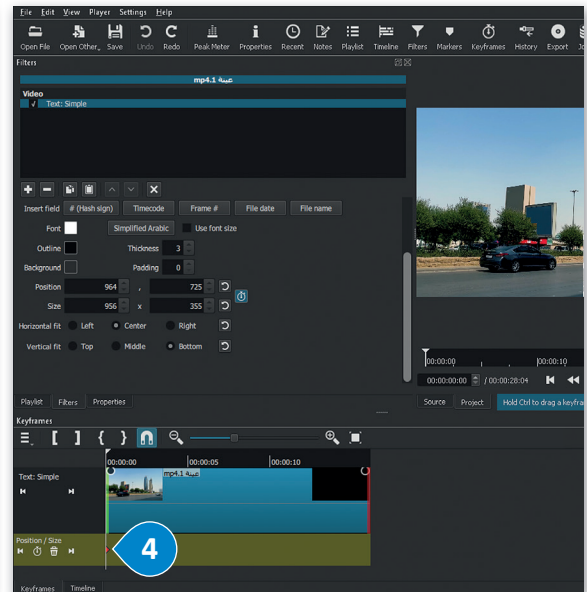 File Edit View Player Settings Help
Open File Open Other.. Save Undo Redo Peak Meter Properties Recent Notes Playlist Timeline Filters Markers Keyframes History Export
Filters
عينة mp4.1
Video
✓ Text: Simple
Insert field # (Hash sign) Timecode Frame # File date File name
Font Simplified Arabic Use font size
Outline Thickness 3
Background Padding 0
Position 964 , 725
Size 956 x 355
Horizontal fit Left Center Right
Vertical fit Top Middle Bottom
00:00:00 00:00:10
00:00:00:00 / 00:00:28:04
Playlist Filters Properties
Source Project Hold Ctrl to drag a keyfra
Keyframes
00:00:00 00:00:05 00:00:10
Text: Simple
عينة mp4.1
Position / Size
4
Keyframes Timeline